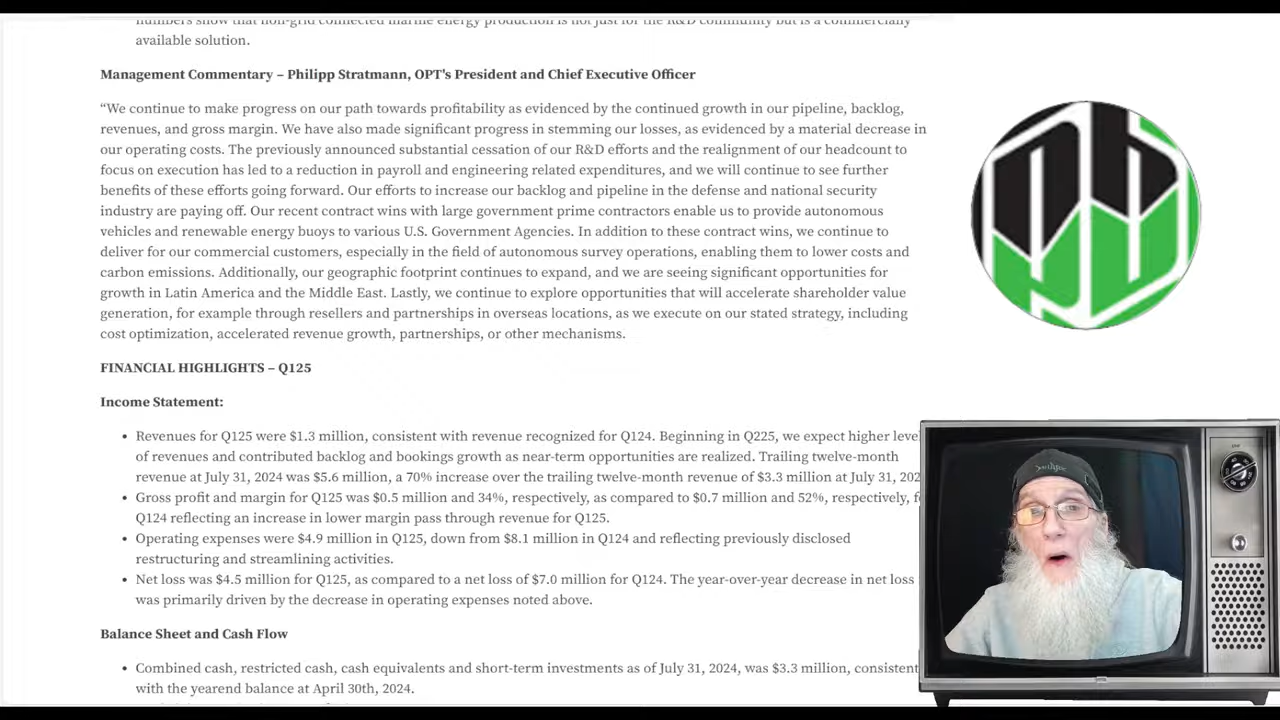 numbers show that non-grid connected marine energy production is not just for the R&D community but is a commercially
available solution.
Management Commentary – Philipp Stratmann, OPT's President and Chief Executive Officer
“We continue to make progress on our path towards profitability as evidenced by the continued growth in our pipeline, backlog,
revenues, and gross margin. We have also made significant progress in stemming our losses, as evidenced by a material decrease in
our operating costs. The previously announced substantial cessation of our R&D efforts and the realignment of our headcount to
focus on execution has led to a reduction in payroll and engineering related expenditures, and we will continue to see further
benefits of these efforts going forward. Our efforts to increase our backlog and pipeline in the defense and national security
industry are paying off. Our recent contract wins with large government prime contractors enable us to provide autonomous
vehicles and renewable energy buoys to various U.S. Government Agencies. In addition to these contract wins, we continue to
deliver for our commercial customers, especially in the field of autonomous survey operations, enabling them to lower costs and
carbon emissions. Additionally, our geographic footprint continues to expand, and we are seeing significant opportunities for
growth in Latin America and the Middle East. Lastly, we continue to explore opportunities that will accelerate shareholder value
generation, for example through resellers and partnerships in overseas locations, as we execute on our stated strategy, including
cost optimization, accelerated revenue growth, partnerships, or other mechanisms.
FINANCIAL HIGHLIGHTS – Q125
Income Statement:
• Revenues for Q125 were $1.3 million, consistent with revenue recognized for Q124. Beginning in Q225, we expect higher level
of revenues and contributed backlog and bookings growth as near-term opportunities are realized. Trailing twelve-month
revenue at July 31, 2024 was $5.6 million, a 70% increase over the trailing twelve-month revenue of $3.3 million at July 31, 202
• Gross profit and margin for Q125 was $0.5 million and 34%, respectively, as compared to $0.7 million and 52%, respectively, f
Q124 reflecting an increase in lower margin pass through revenue for Q125.
• Operating expenses were $4.9 million in Q125, down from $8.1 million in Q124 and reflecting previously disclosed
restructuring and streamlining activities.
• Net loss was $4.5 million for Q125, as compared to a net loss of $7.0 million for Q124. The year-over-year decrease in net loss
was primarily driven by the decrease in operating expenses noted above.
Balance Sheet and Cash Flow
• Combined cash, restricted cash, cash equivalents and short-term investments as of July 31, 2024, was $3.3 million, consistent
with the yearend balance at April 30th, 2024.